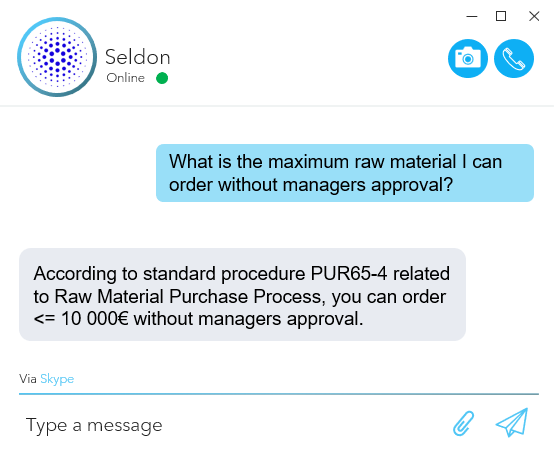 Seldon
Online
What is the maximum raw material I can
order without managers approval?
According to standard procedure PUR65-4 related
to Raw Material Purchase Process, you can order
<= 10 000€ without managers approval.
Via Skype
Type a message